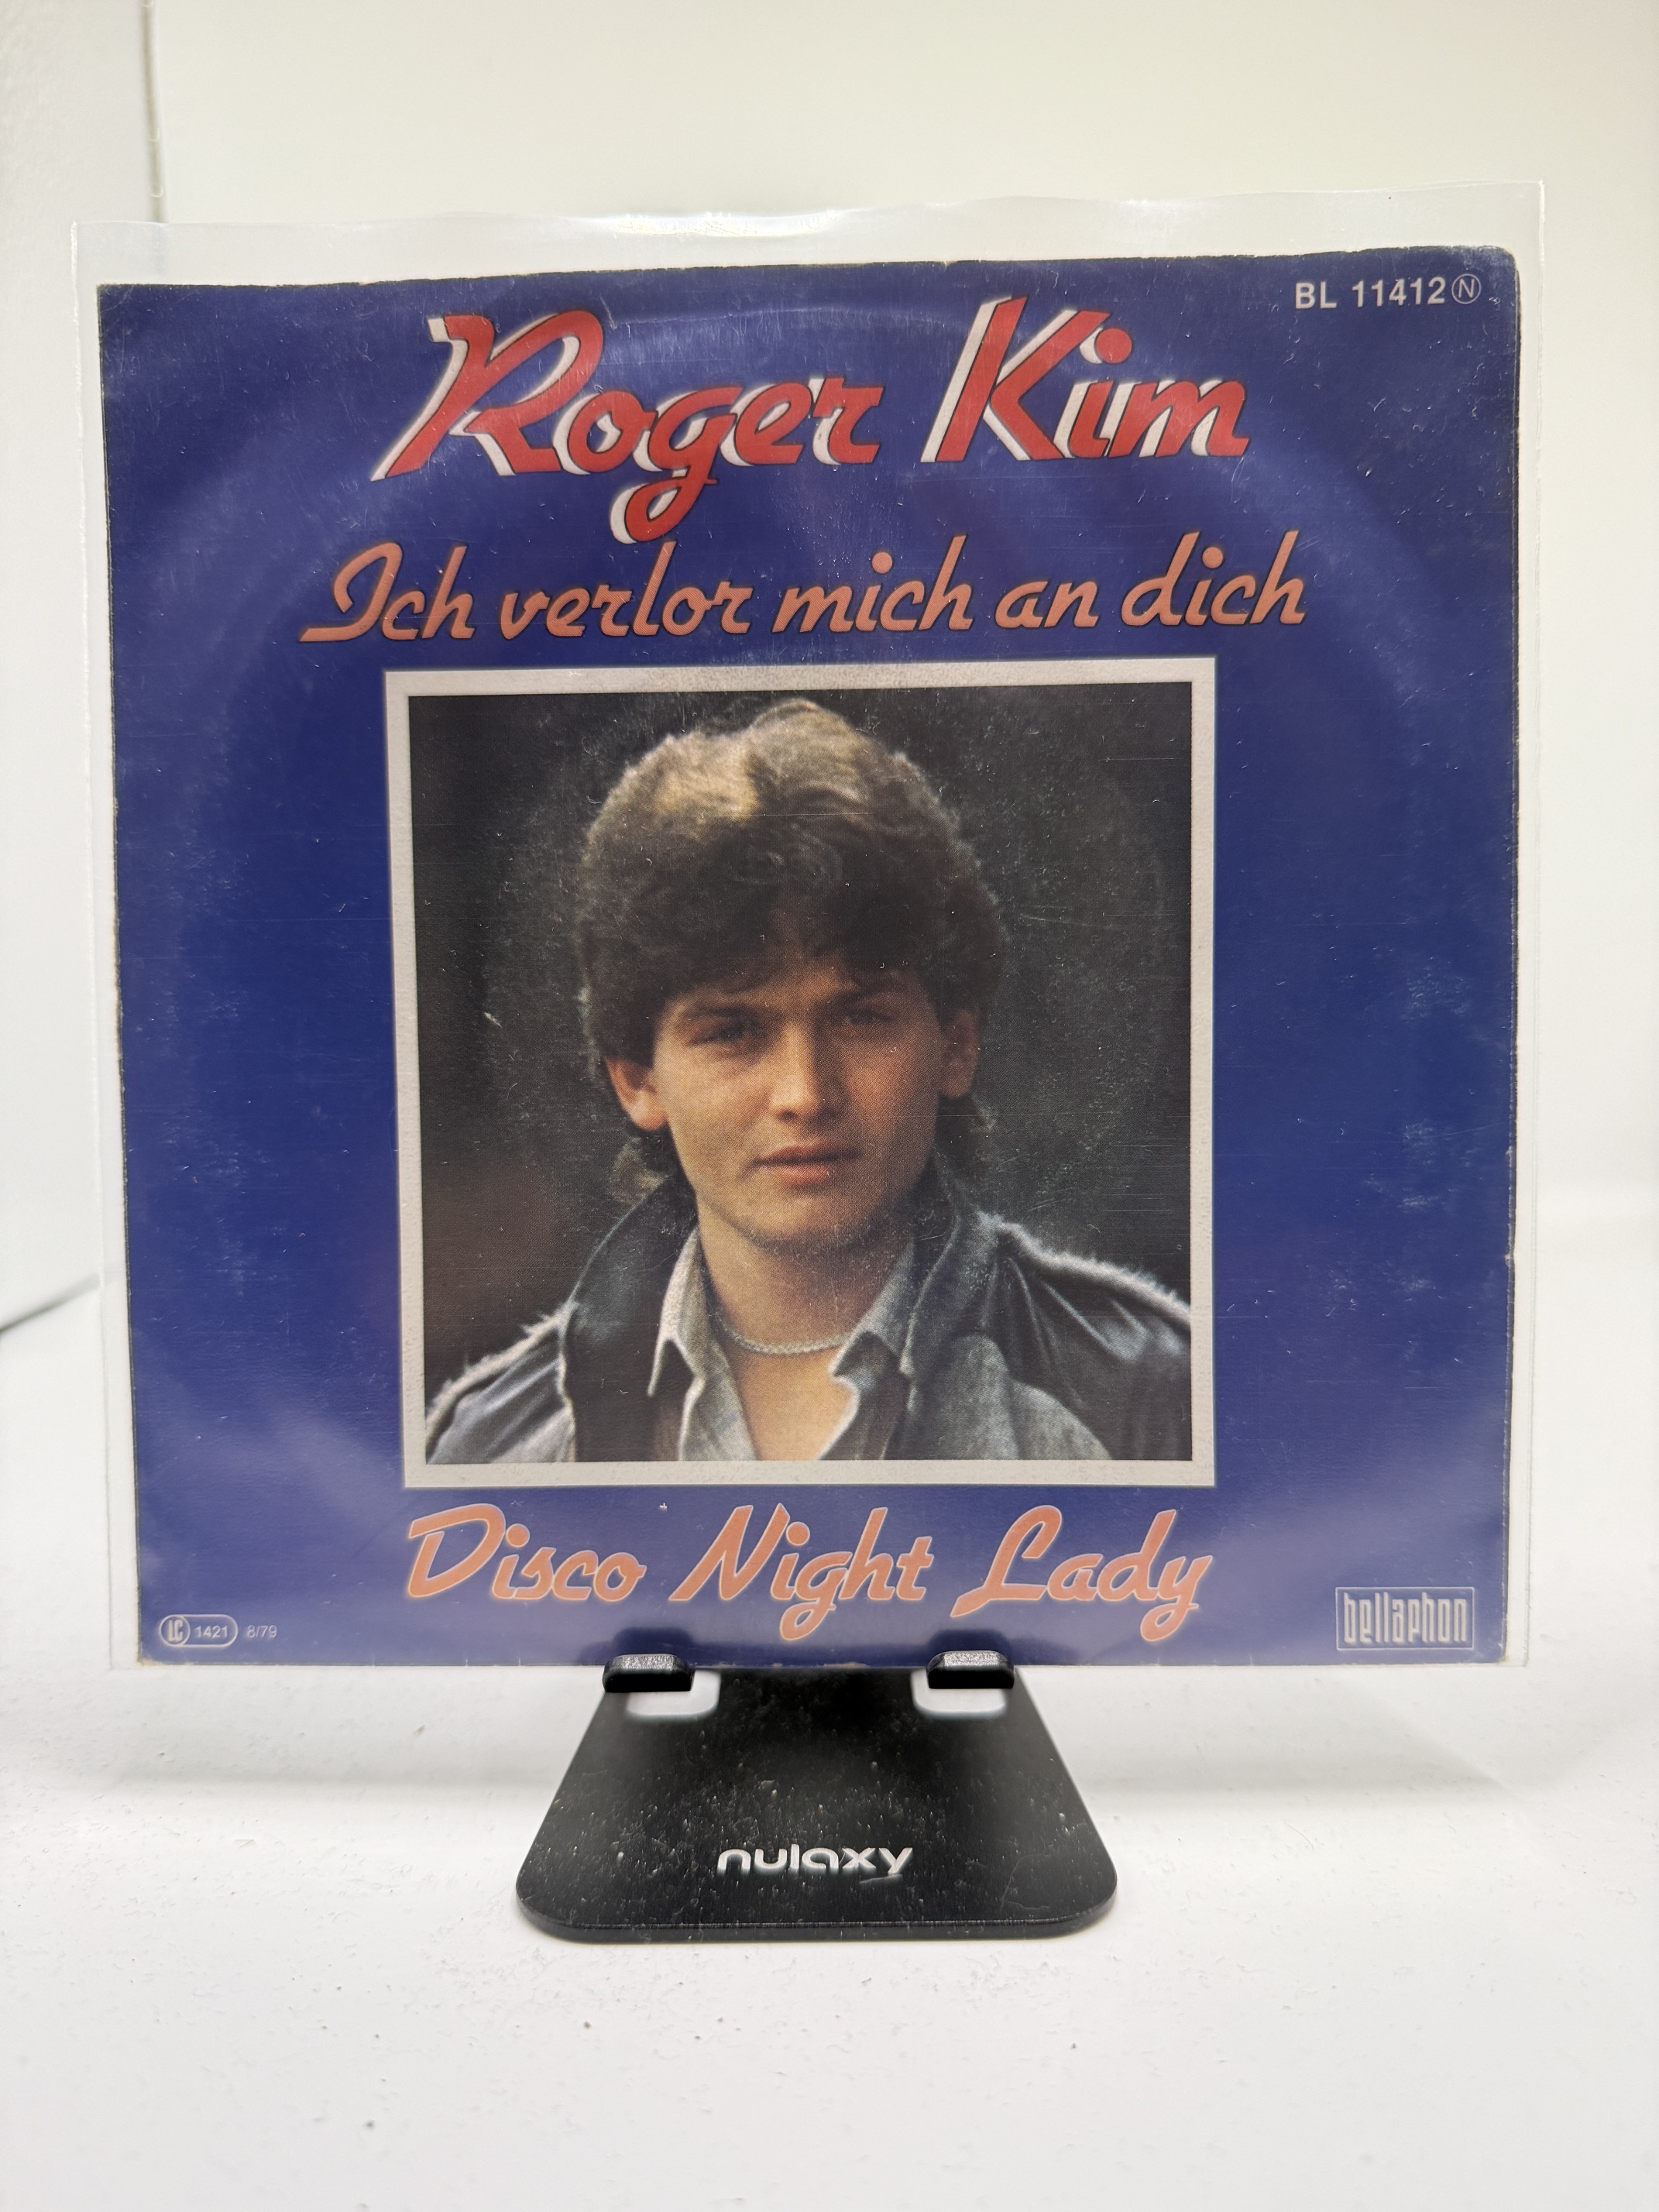 BL 11412 Ⓝ
Roger Kim
Ich verlor mich an dich
Disco Night Lady
LC 1421 8/79
bellaphon
nulaxy